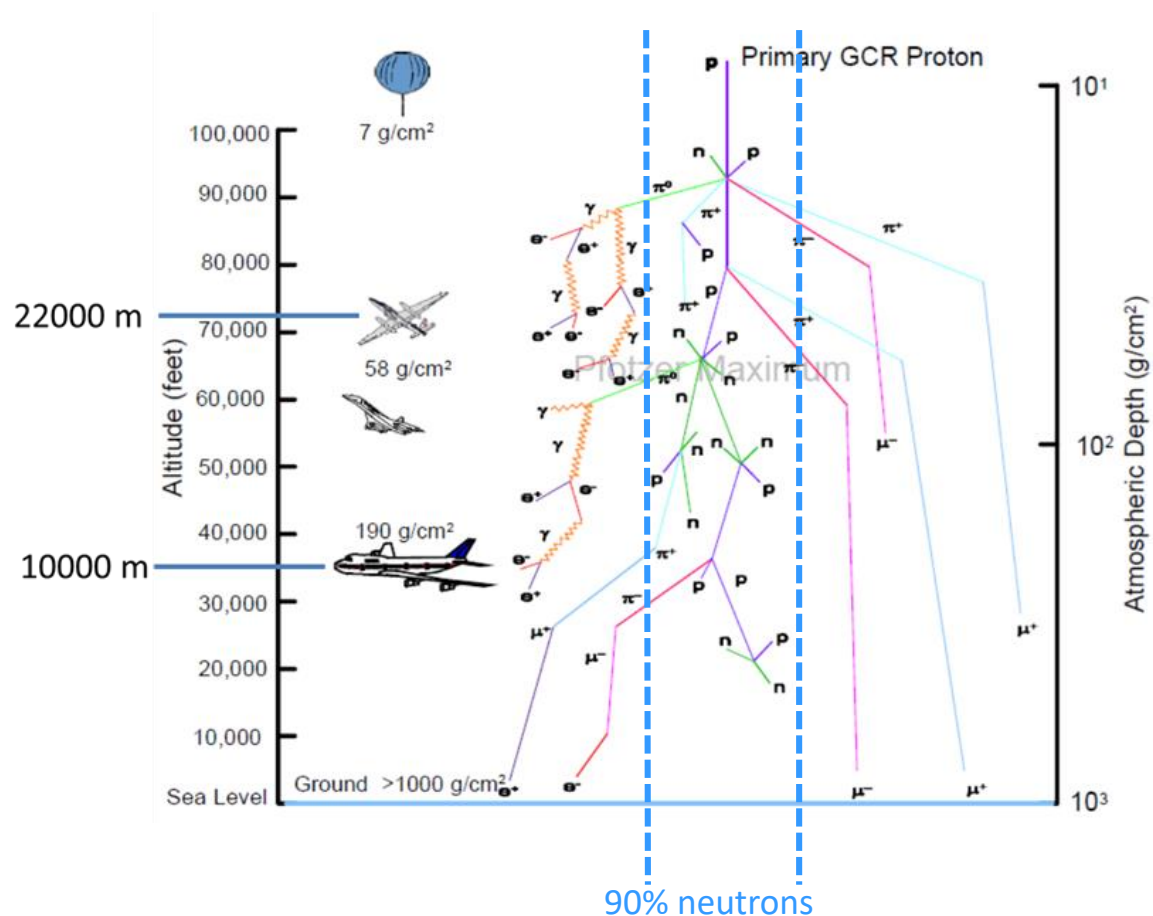 Primary GCR Proton
p
10¹
7 g/cm²
100,000
n
p
90,000
π⁰
γ
π⁺
π⁺
e⁻
e⁺
γ
π⁻
p
80,000
γ
e⁻
e⁺
π⁺
p
22000 m
π⁺
70,000
e⁺
e⁻
γ
n
p
58 g/cm²
Pfotzer Maximum
e⁻
e⁺
π⁰
n
π⁻
60,000
γ
n
γ
n
n
n
μ⁻
10²
50,000
p
e⁺
e⁻
p
190 g/cm²
n
40,000
γ
10000 m
e⁻
π⁺
e⁺
p
p
30,000
π⁻
μ⁺
μ⁺
μ⁻
n
p
20,000
n
10,000
Ground >1000 g/cm²
e⁺
e⁻
μ⁻
μ⁺
Sea Level
10³
Altitude (feet)
Atmospheric Depth (g/cm²)
90% neutrons